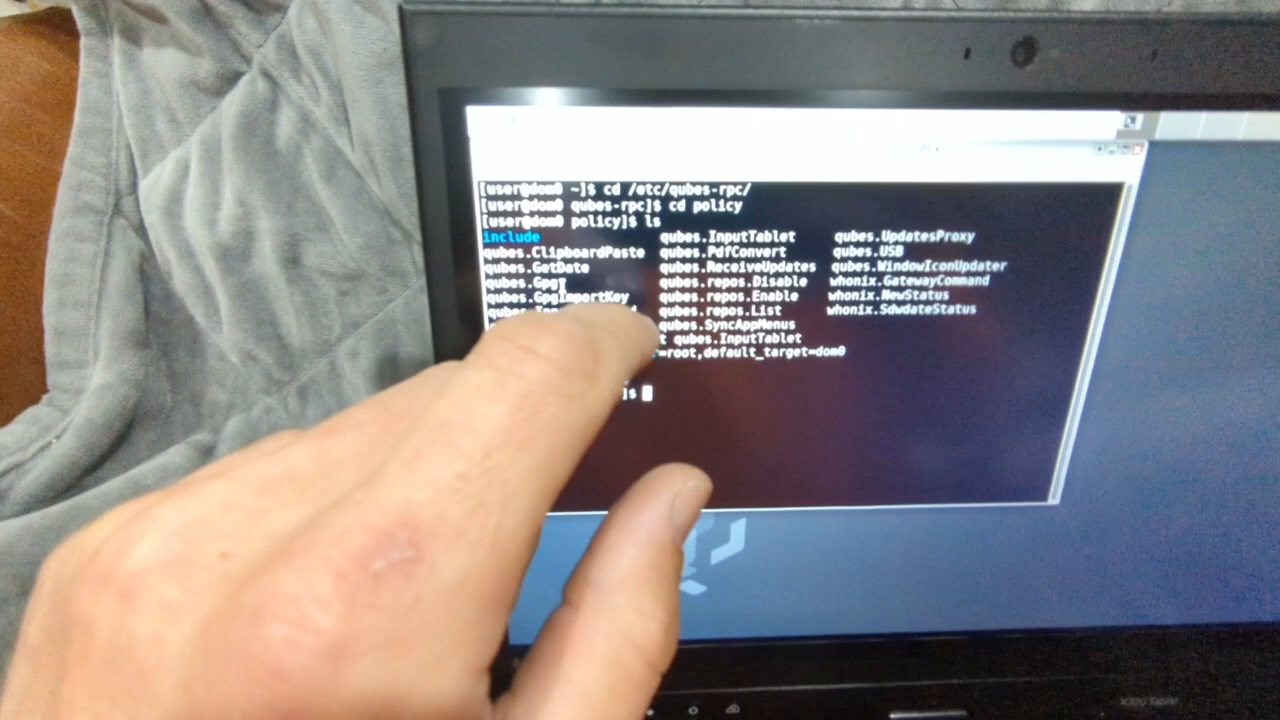 [user@dom0 ~]$ cd /etc/qubes-rpc/
[user@dom0 qubes-rpc]$ cd policy
[user@dom0 policy]$ ls
include qubes.InputTablet qubes.UpdatesProxy
qubes.ClipboardPaste qubes.PdfConvert qubes.USB
qubes.GetDate qubes.ReceiveUpdates qubes.WindowIconUpdater
qubes.Gpg qubes.repos.Disable whonix.GatewayCommand
qubes.GpgImportKey qubes.repos.Enable whonix.NewStatus
qubes.repos.List whonix.SdwdateStatus
qubes.SyncAppMenus
t qubes.InputTablet
=root,default_target=dom0
]$